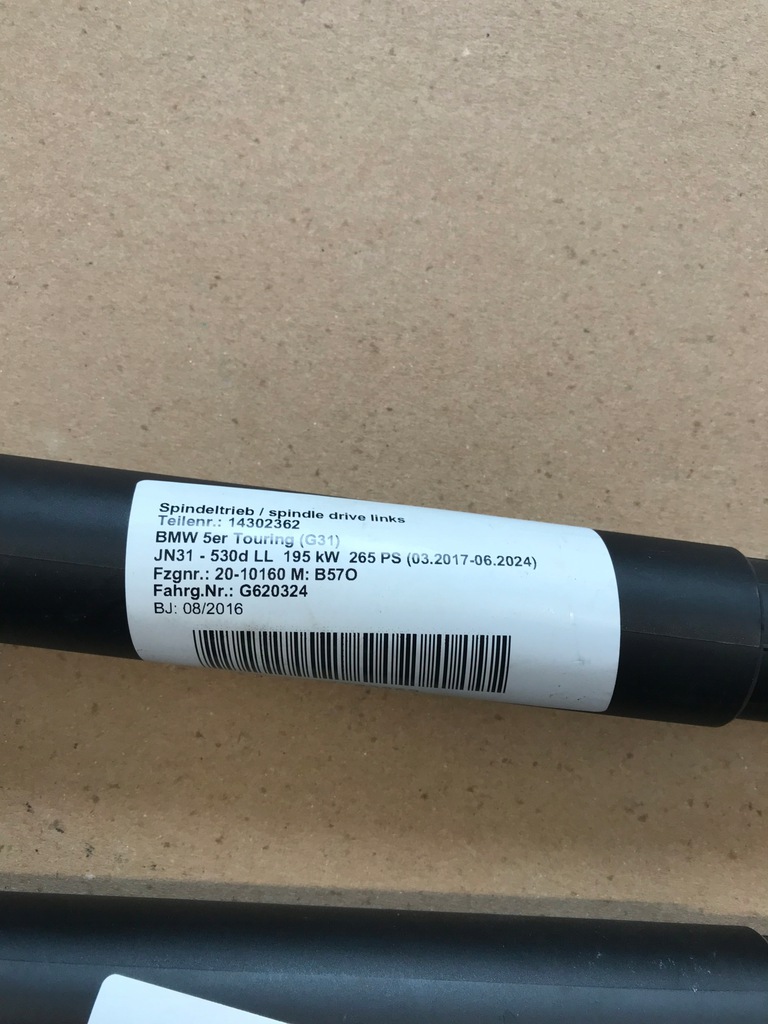 Spindeltrieb / spindle drive links
Teilenr.: 14302362
BMW 5er Touring (G31)
JN31 - 530d LL 195 kW 265 PS (03.2017-06.2024)
Fzgnr.: 20-10160 M: B57O
Fahrg.Nr.: G620324
BJ: 08/2016